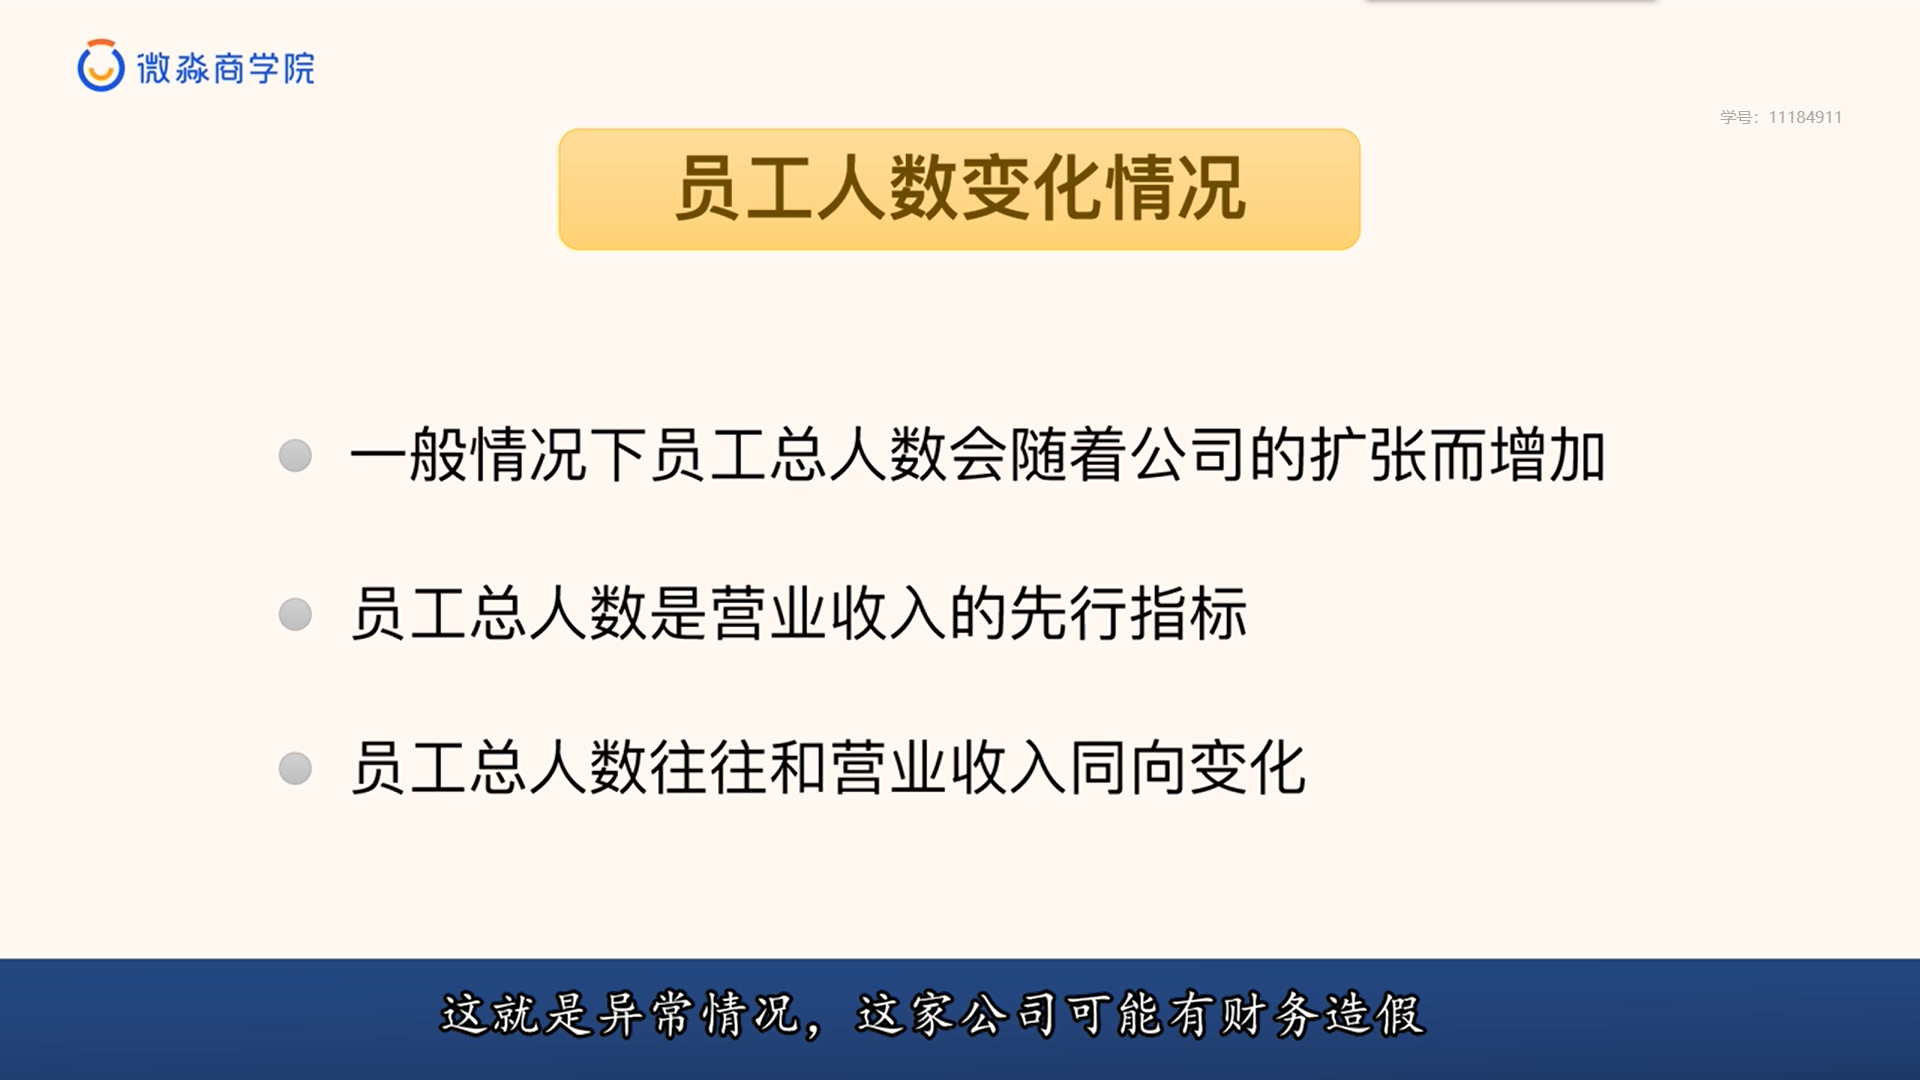 微淼商学院
学号：11184911
员工人数变化情况
一般情况下员工总人数会随着公司的扩张而增加
员工总人数是营业收入的先行指标
员工总人数往往和营业收入同向变化
这就是异常情况，这家公司可能有财务造假